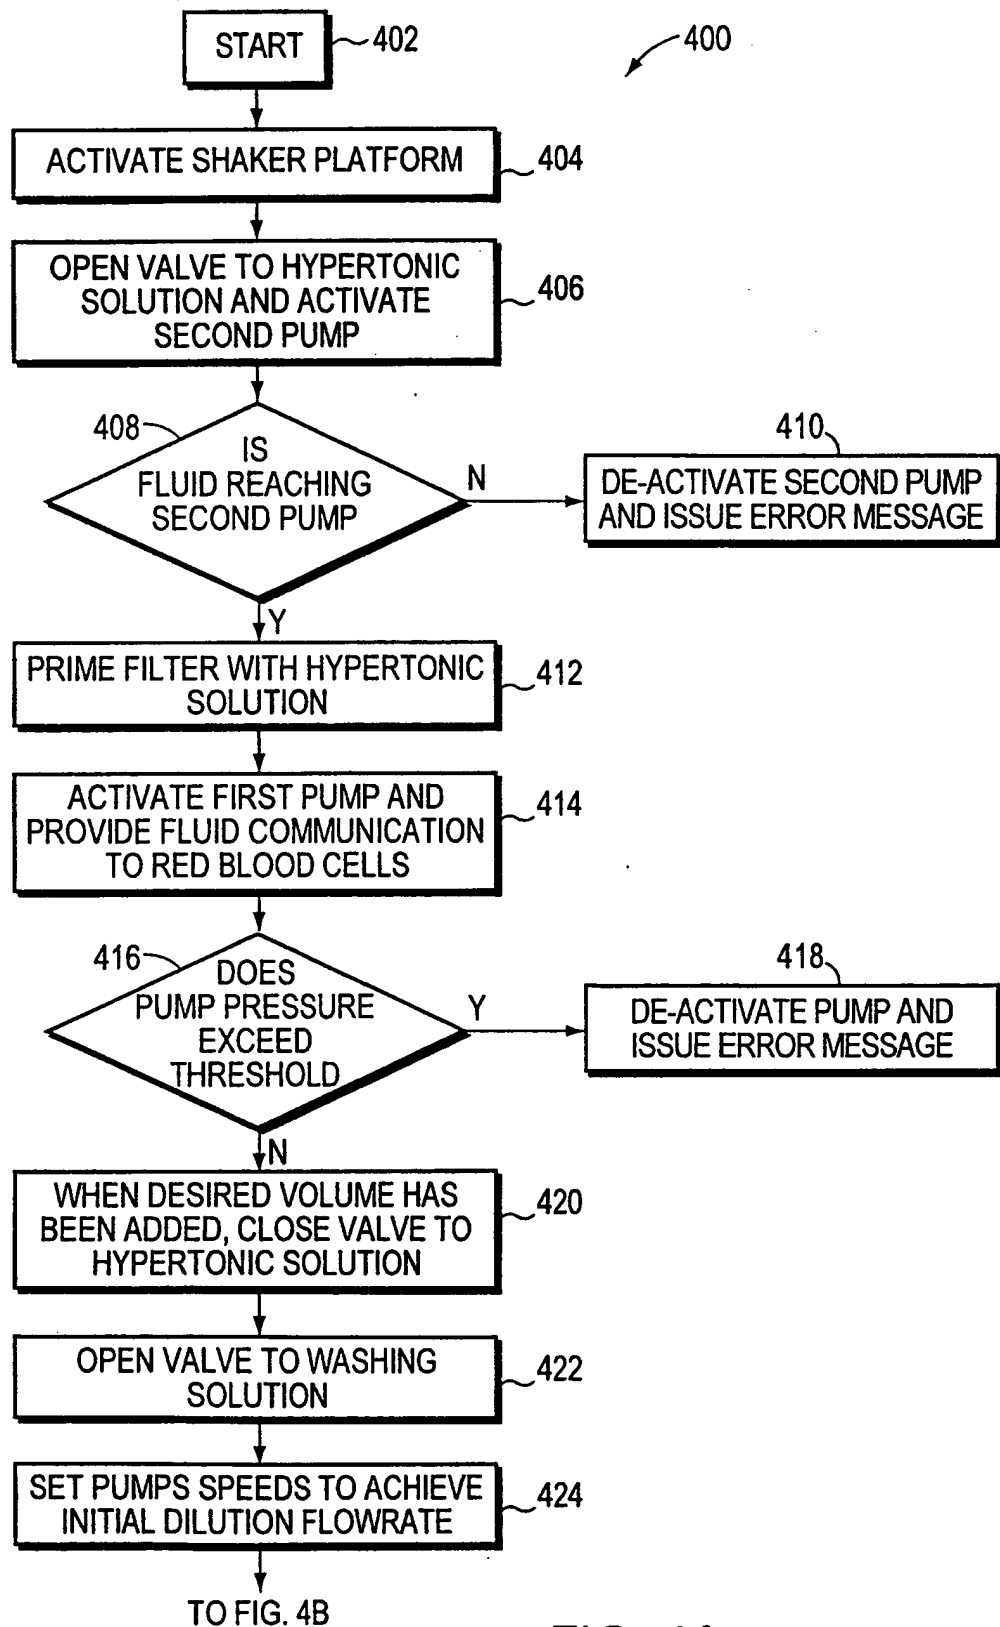 START
402
400
ACTIVATE SHAKER PLATFORM
404
OPEN VALVE TO HYPERTONIC
SOLUTION AND ACTIVATE
SECOND PUMP
406
408
IS
FLUID REACHING
SECOND PUMP
N
410
DE-ACTIVATE SECOND PUMP
AND ISSUE ERROR MESSAGE
Y
PRIME FILTER WITH HYPERTONIC
SOLUTION
412
ACTIVATE FIRST PUMP AND
PROVIDE FLUID COMMUNICATION
TO RED BLOOD CELLS
414
416
DOES
PUMP PRESSURE
EXCEED
THRESHOLD
Y
418
DE-ACTIVATE PUMP AND
ISSUE ERROR MESSAGE
N
WHEN DESIRED VOLUME HAS
BEEN ADDED, CLOSE VALVE TO
HYPERTONIC SOLUTION
420
OPEN VALVE TO WASHING
SOLUTION
422
SET PUMPS SPEEDS TO ACHIEVE
INITIAL DILUTION FLOWRATE
424
TO FIG. 4B